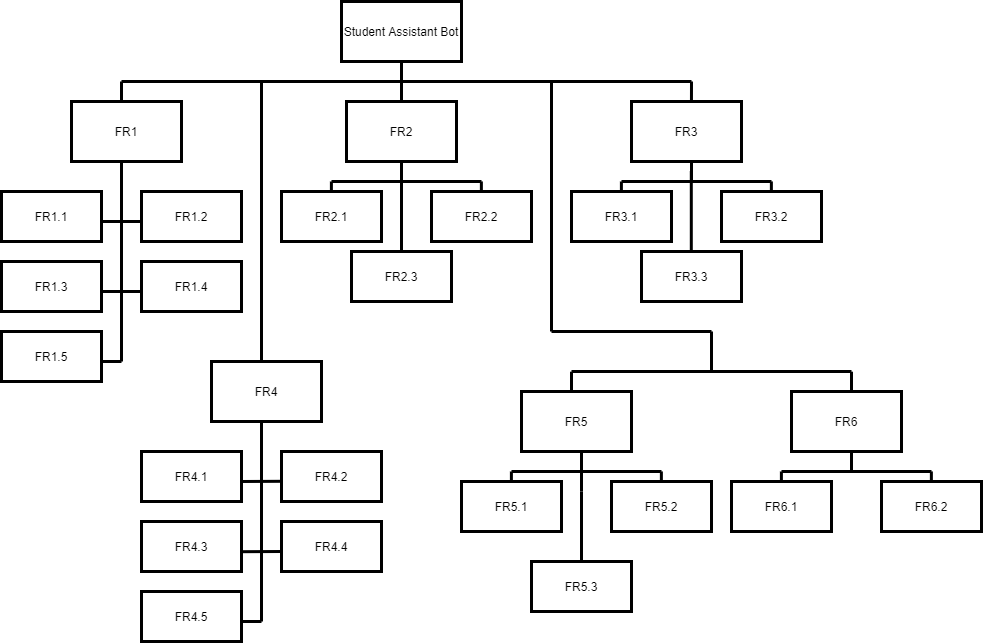 Student Assistant Bot
FR1
FR2
FR3
FR1.1
FR1.2
FR2.1
FR2.2
FR3.1
FR3.2
FR1.3
FR1.4
FR2.3
FR3.3
FR1.5
FR4
FR5
FR6
FR4.1
FR4.2
FR5.1
FR5.2
FR6.1
FR6.2
FR4.3
FR4.4
FR5.3
FR4.5